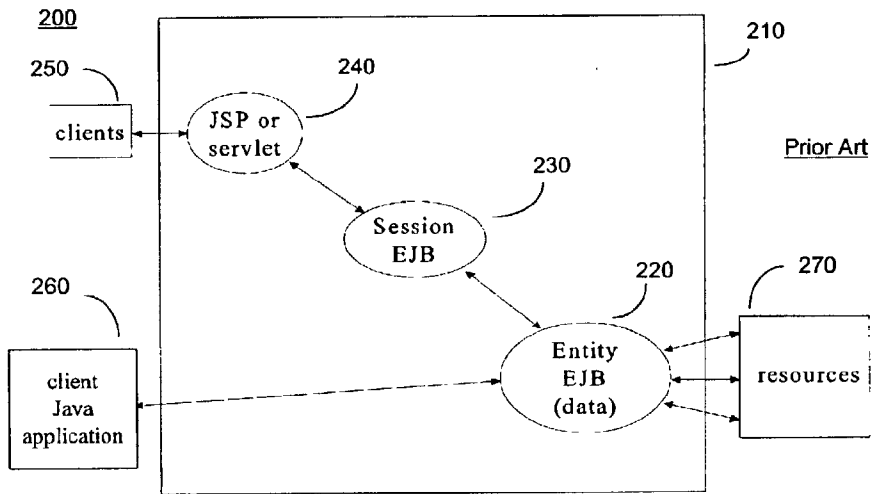 200
210
250
240
clients
JSP or
servlet
Prior Art
230
Session
EJB
260
220
270
Entity
EJB
(data)
resources
client
Java
application